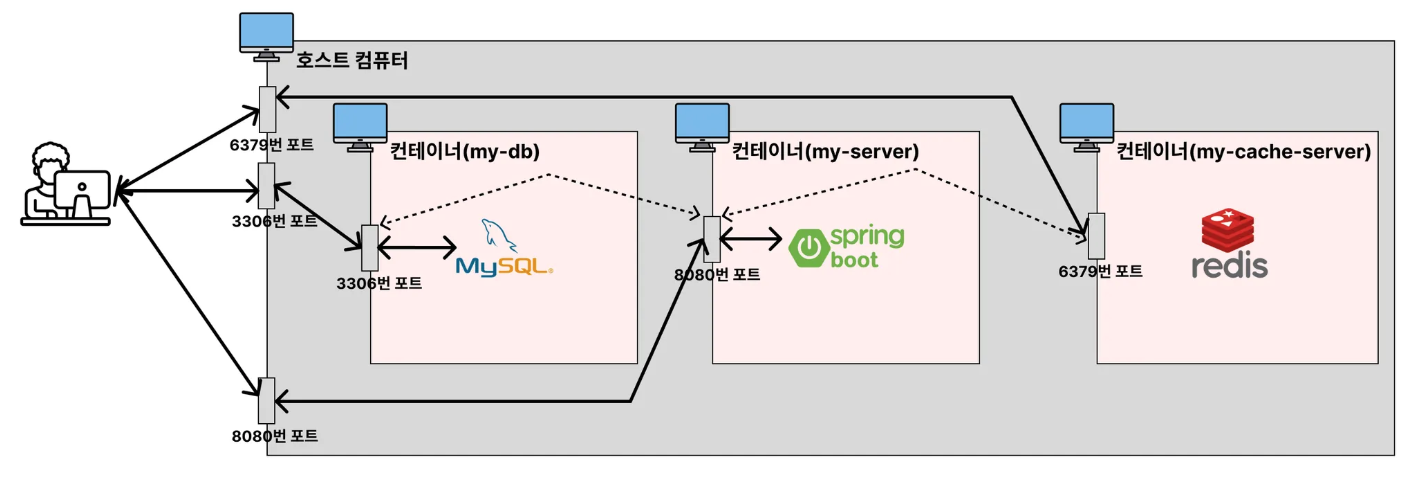 호스트 컴퓨터
6379번 포트
컨테이너(my-db)
컨테이너(my-server)
컨테이너(my-cache-server)
3306번 포트
MySQL®
spring
boot
redis
3306번 포트
8080번 포트
6379번 포트
8080번 포트